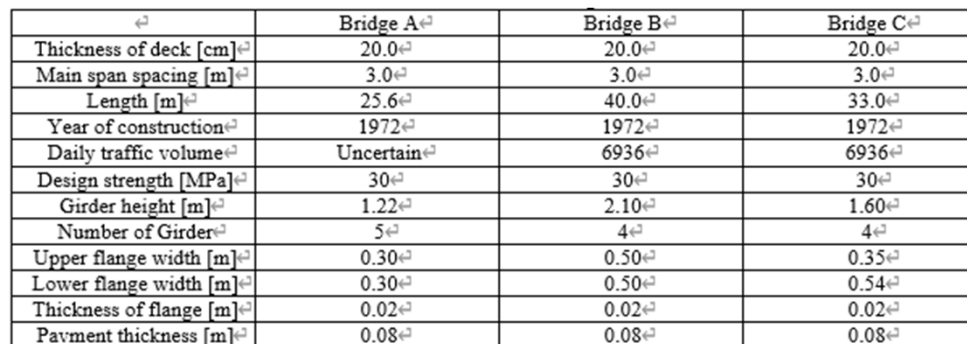 Bridge A Bridge B Bridge C
Thickness of deck [cm] 20.0 20.0 20.0
Main span spacing [m] 3.0 3.0 3.0
Length [m] 25.6 40.0 33.0
Year of construction 1972 1972 1972
Daily traffic volume Uncertain 6936 6936
Design strength [MPa] 30 30 30
Girder height [m] 1.22 2.10 1.60
Number of Girder 5 4 4
Upper flange width [m] 0.30 0.50 0.35
Lower flange width [m] 0.30 0.50 0.54
Thickness of flange [m] 0.02 0.02 0.02
Pavment thickness [m] 0.08 0.08 0.08